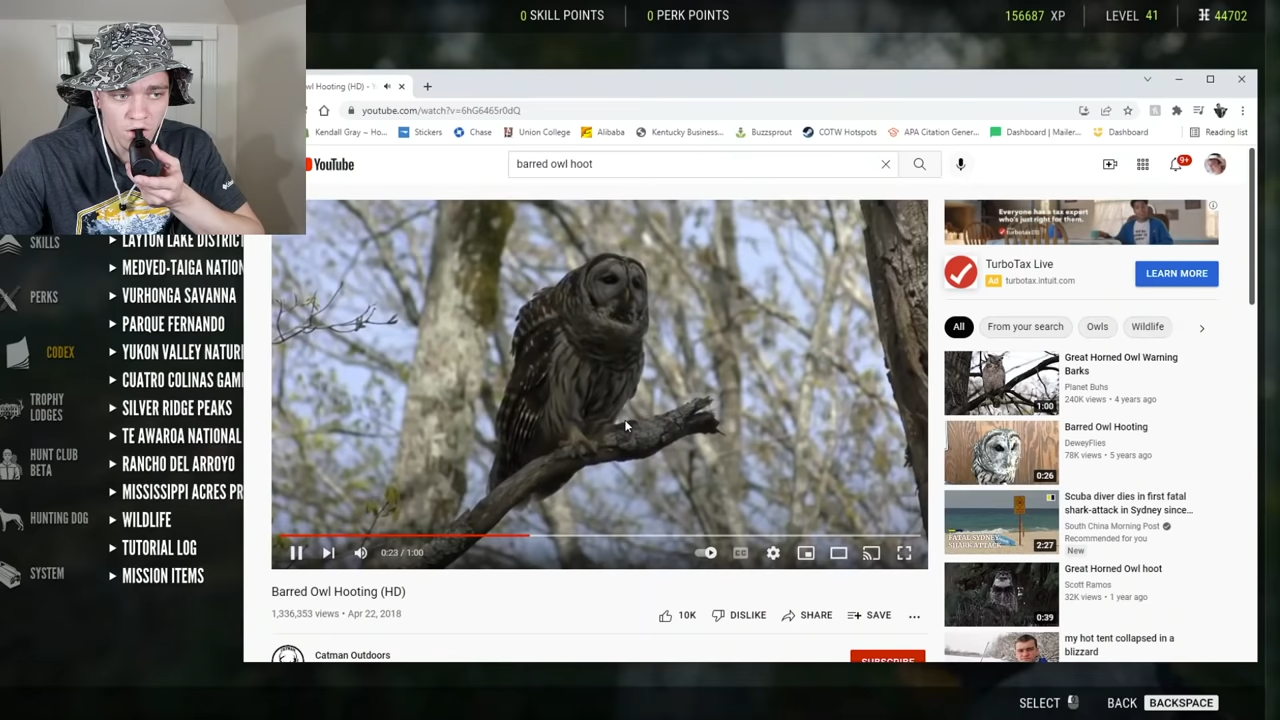 0 SKILL POINTS
0 PERK POINTS
156687 XP
LEVEL 41
44702
wl Hooting (HD) - Y
youtube.com/watch?v=6hG6465r0dQ
Kendall Gray ~ Ho...
Stickers
Chase
Union College
Alibaba
Kentucky Business...
Buzzsprout
COTW Hotspots
APA Citation Gener...
Dashboard | Mailer...
Dashboard
Reading list
YouTube
barred owl hoot
9+
SKILLS
PERKS
CODEX
TROPHY
LODGES
HUNT CLUB
BETA
HUNTING DOG
SYSTEM
LAYTON LAKE DISTRICT
MEDVED-TAIGA NATION
VURHONGA SAVANNA
PARQUE FERNANDO
YUKON VALLEY NATUR
CUATRO COLINAS GAM
SILVER RIDGE PEAKS
TE AWAROA NATIONAL
RANCHO DEL ARROYO
MISSISSIPPI ACRES PR
WILDLIFE
TUTORIAL LOG
MISSION ITEMS
0:23 / 1:00
Barred Owl Hooting (HD)
1,336,353 views • Apr 22, 2018
10K
DISLIKE
SHARE
SAVE
Catman Outdoors
SUBSCRIBE
Everyone has a tax expert
who's just right for them.
TurboTax Live
Ad turbotax.intuit.com
LEARN MORE
All
From your search
Owls
Wildlife
Great Horned Owl Warning
Barks
Planet Buhs
240K views • 4 years ago
1:00
Barred Owl Hooting
DeweyFlies
78K views • 5 years ago
0:26
Scuba diver dies in first fatal
shark-attack in Sydney since...
South China Morning Post
Recommended for you
New
FATAL SYDNEY
SHARK ATTACK
2:27
Great Horned Owl hoot
Scott Ramos
32K views • 1 year ago
0:39
my hot tent collapsed in a
blizzard
SELECT
BACK
BACKSPACE